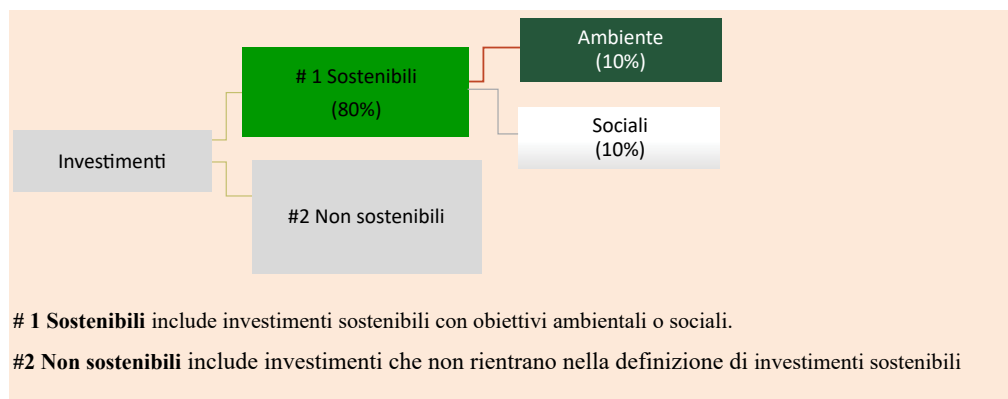 Ambiente
(10%)
# 1 Sostenibili
(80%)
Sociali
(10%)
Investimenti
#2 Non sostenibili
# 1 Sostenibili include investimenti sostenibili con obiettivi ambientali o sociali.
#2 Non sostenibili include investimenti che non rientrano nella definizione di investimenti sostenibili